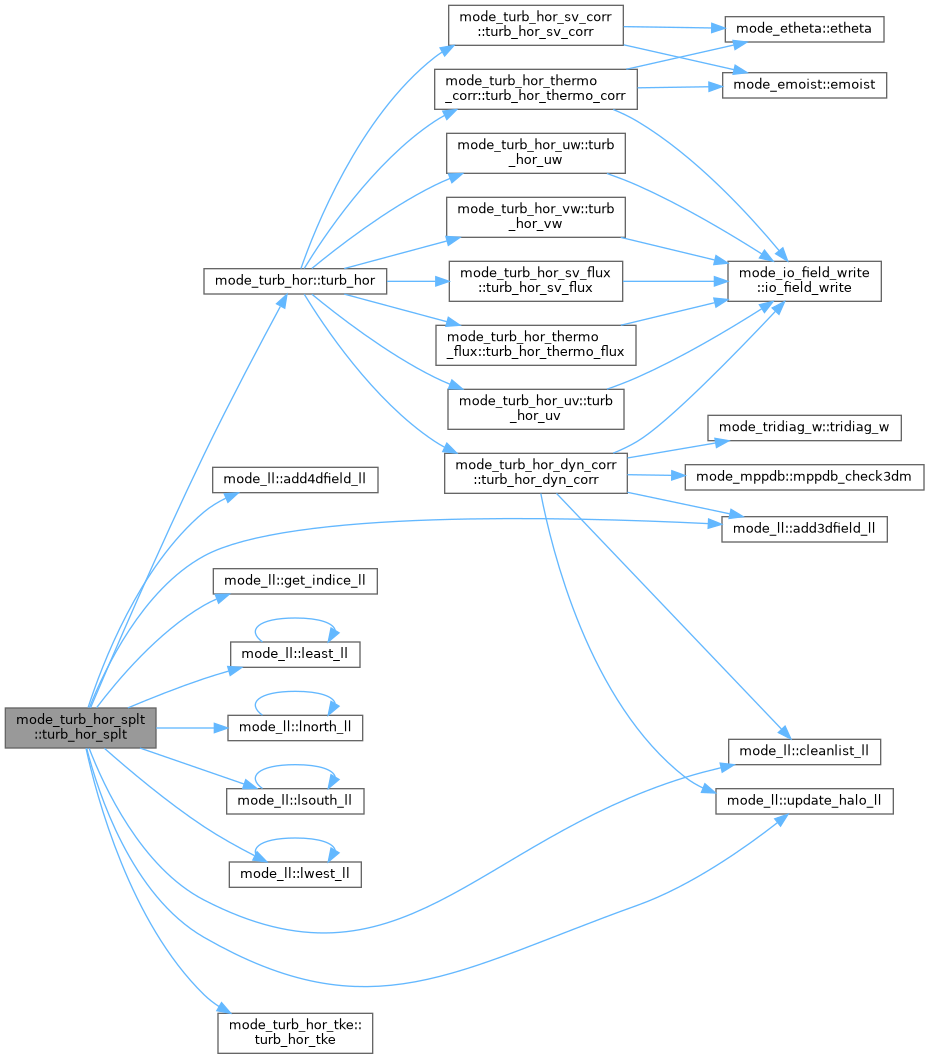 mode_turb_hor_sv_corr
::turb_hor_sv_corr
mode_etheta::etheta
mode_turb_hor_thermo
_corr::turb_hor_thermo_corr
mode_emoist::emoist
mode_turb_hor_uw::turb
_hor_uw
mode_turb_hor_vw::turb
_hor_vw
mode_turb_hor::turb_hor
mode_turb_hor_sv_flux
::turb_hor_sv_flux
mode_io_field_write
::io_field_write
mode_turb_hor_thermo
_flux::turb_hor_thermo_flux
mode_turb_hor_uv::turb
_hor_uv
mode_tridiag_w::tridiag_w
mode_turb_hor_dyn_corr
::turb_hor_dyn_corr
mode_mppdb::mppdb_check3dm
mode_ll::add4dfield_ll
mode_ll::add3dfield_ll
mode_ll::get_indice_ll
mode_ll::least_ll
mode_turb_hor_splt
::turb_hor_splt
mode_ll::lnorth_ll
mode_ll::cleanlist_ll
mode_ll::lsouth_ll
mode_ll::update_halo_ll
mode_ll::lwest_ll
mode_turb_hor_tke::
turb_hor_tke